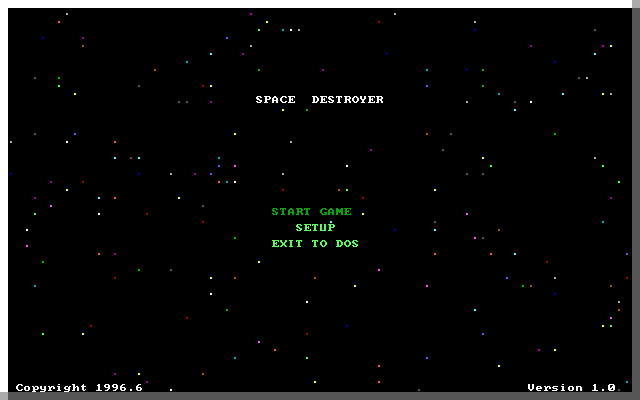 SPACE  DESTROYER
START GAME
SETUP
EXIT TO DOS
Copyright 1996.6
Version 1.0